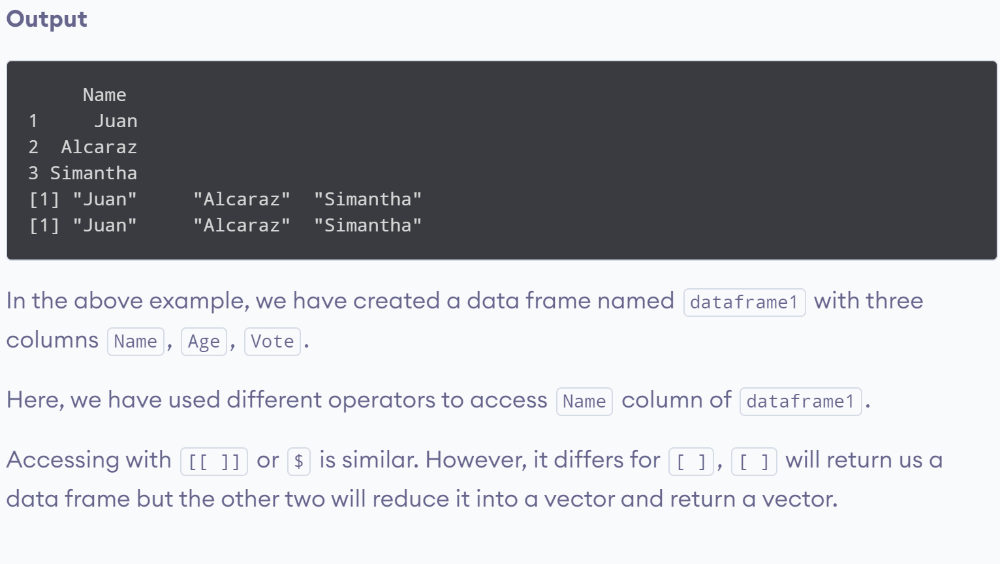 Output
     Name
1     Juan
2  Alcaraz
3 Simantha
[1] "Juan"     "Alcaraz"  "Simantha"
[1] "Juan"     "Alcaraz"  "Simantha"
In the above example, we have created a data frame named dataframe1 with three
columns Name, Age, Vote.
Here, we have used different operators to access Name column of dataframe1.
Accessing with [[ ]] or $ is similar. However, it differs for [ ], [ ] will return us a
data frame but the other two will reduce it into a vector and return a vector.